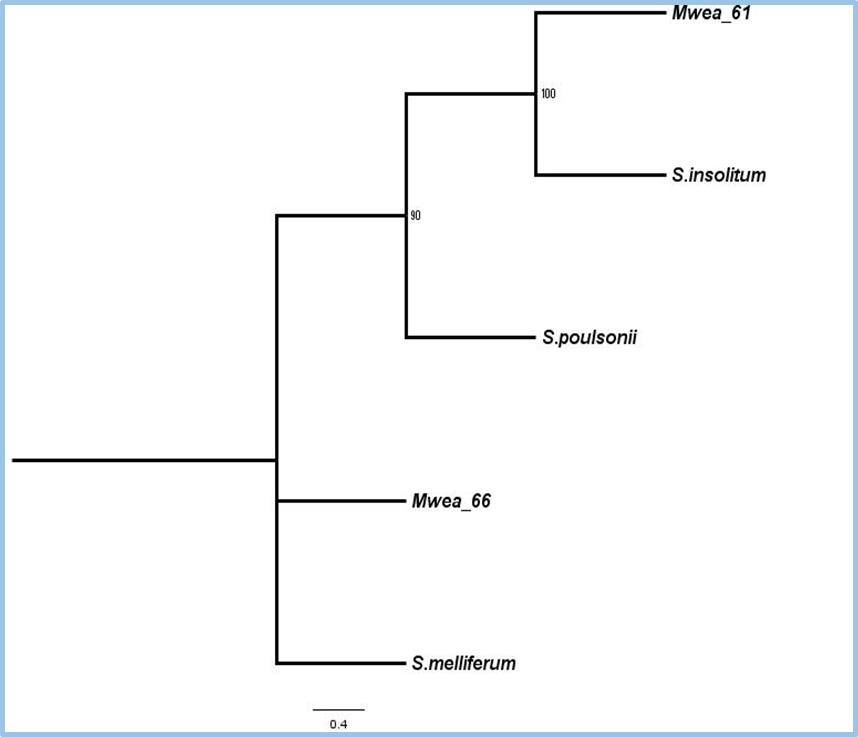 Mwea_61
100
S.insolitum
90
S.poulsonii
Mwea_66
S.melliferum
0.4